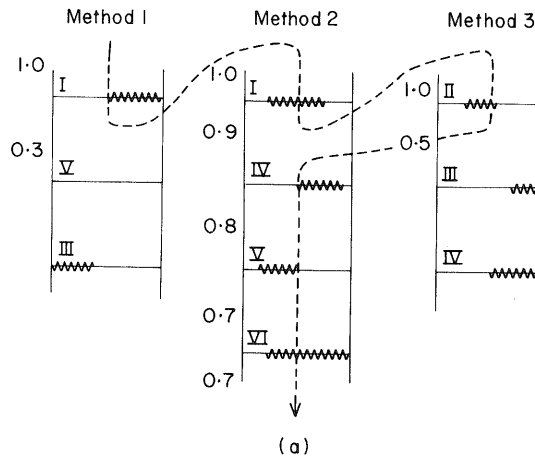 Method 1
Method 2
Method 3
1.0
I
0.3
V
III
1.0
I
0.9
IV
0.8
V
0.7
VI
0.7
1.0
II
0.5
III
IV
(a)